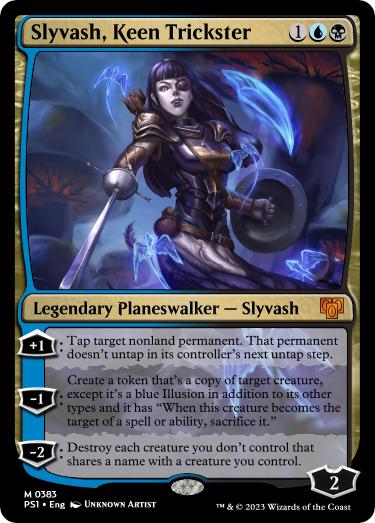 Slyvash, Keen Trickster 1
Legendary Planeswalker — Slyvash
+1: Tap target nonland permanent. That permanent
doesn't untap in its controller's next untap step.
−1: Create a token that's a copy of target creature,
except it's a blue Illusion in addition to its other
types and it has “When this creature becomes the
target of a spell or ability, sacrifice it.”
−2: Destroy each creature you don't control that
shares a name with a creature you control.
2
M 0383
PS1 • Eng Unknown Artist
™ & © 2023 Wizards of the Coast